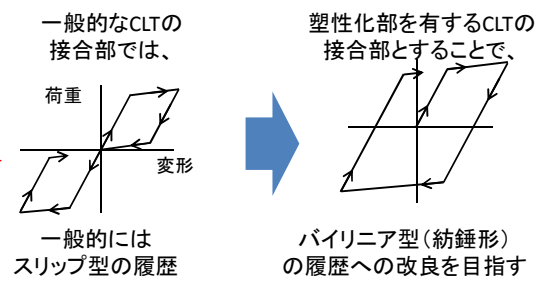 一般的なCLTの
接合部では、
荷重
変形
一般的には
スリップ型の履歴
塑性化部を有するCLTの
接合部とすることで、
バイリニア型(紡錘形)
の履歴への改良を目指す